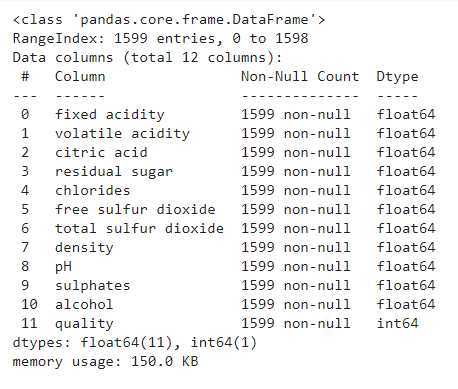 <class 'pandas.core.frame.DataFrame'>
RangeIndex: 1599 entries, 0 to 1598
Data columns (total 12 columns):
 #   Column                Non-Null Count  Dtype
---  ------                --------------  -----
 0   fixed acidity         1599 non-null   float64
 1   volatile acidity      1599 non-null   float64
 2   citric acid           1599 non-null   float64
 3   residual sugar        1599 non-null   float64
 4   chlorides             1599 non-null   float64
 5   free sulfur dioxide   1599 non-null   float64
 6   total sulfur dioxide  1599 non-null   float64
 7   density               1599 non-null   float64
 8   pH                    1599 non-null   float64
 9   sulphates             1599 non-null   float64
 10  alcohol               1599 non-null   float64
 11  quality               1599 non-null   int64
dtypes: float64(11), int64(1)
memory usage: 150.0 KB